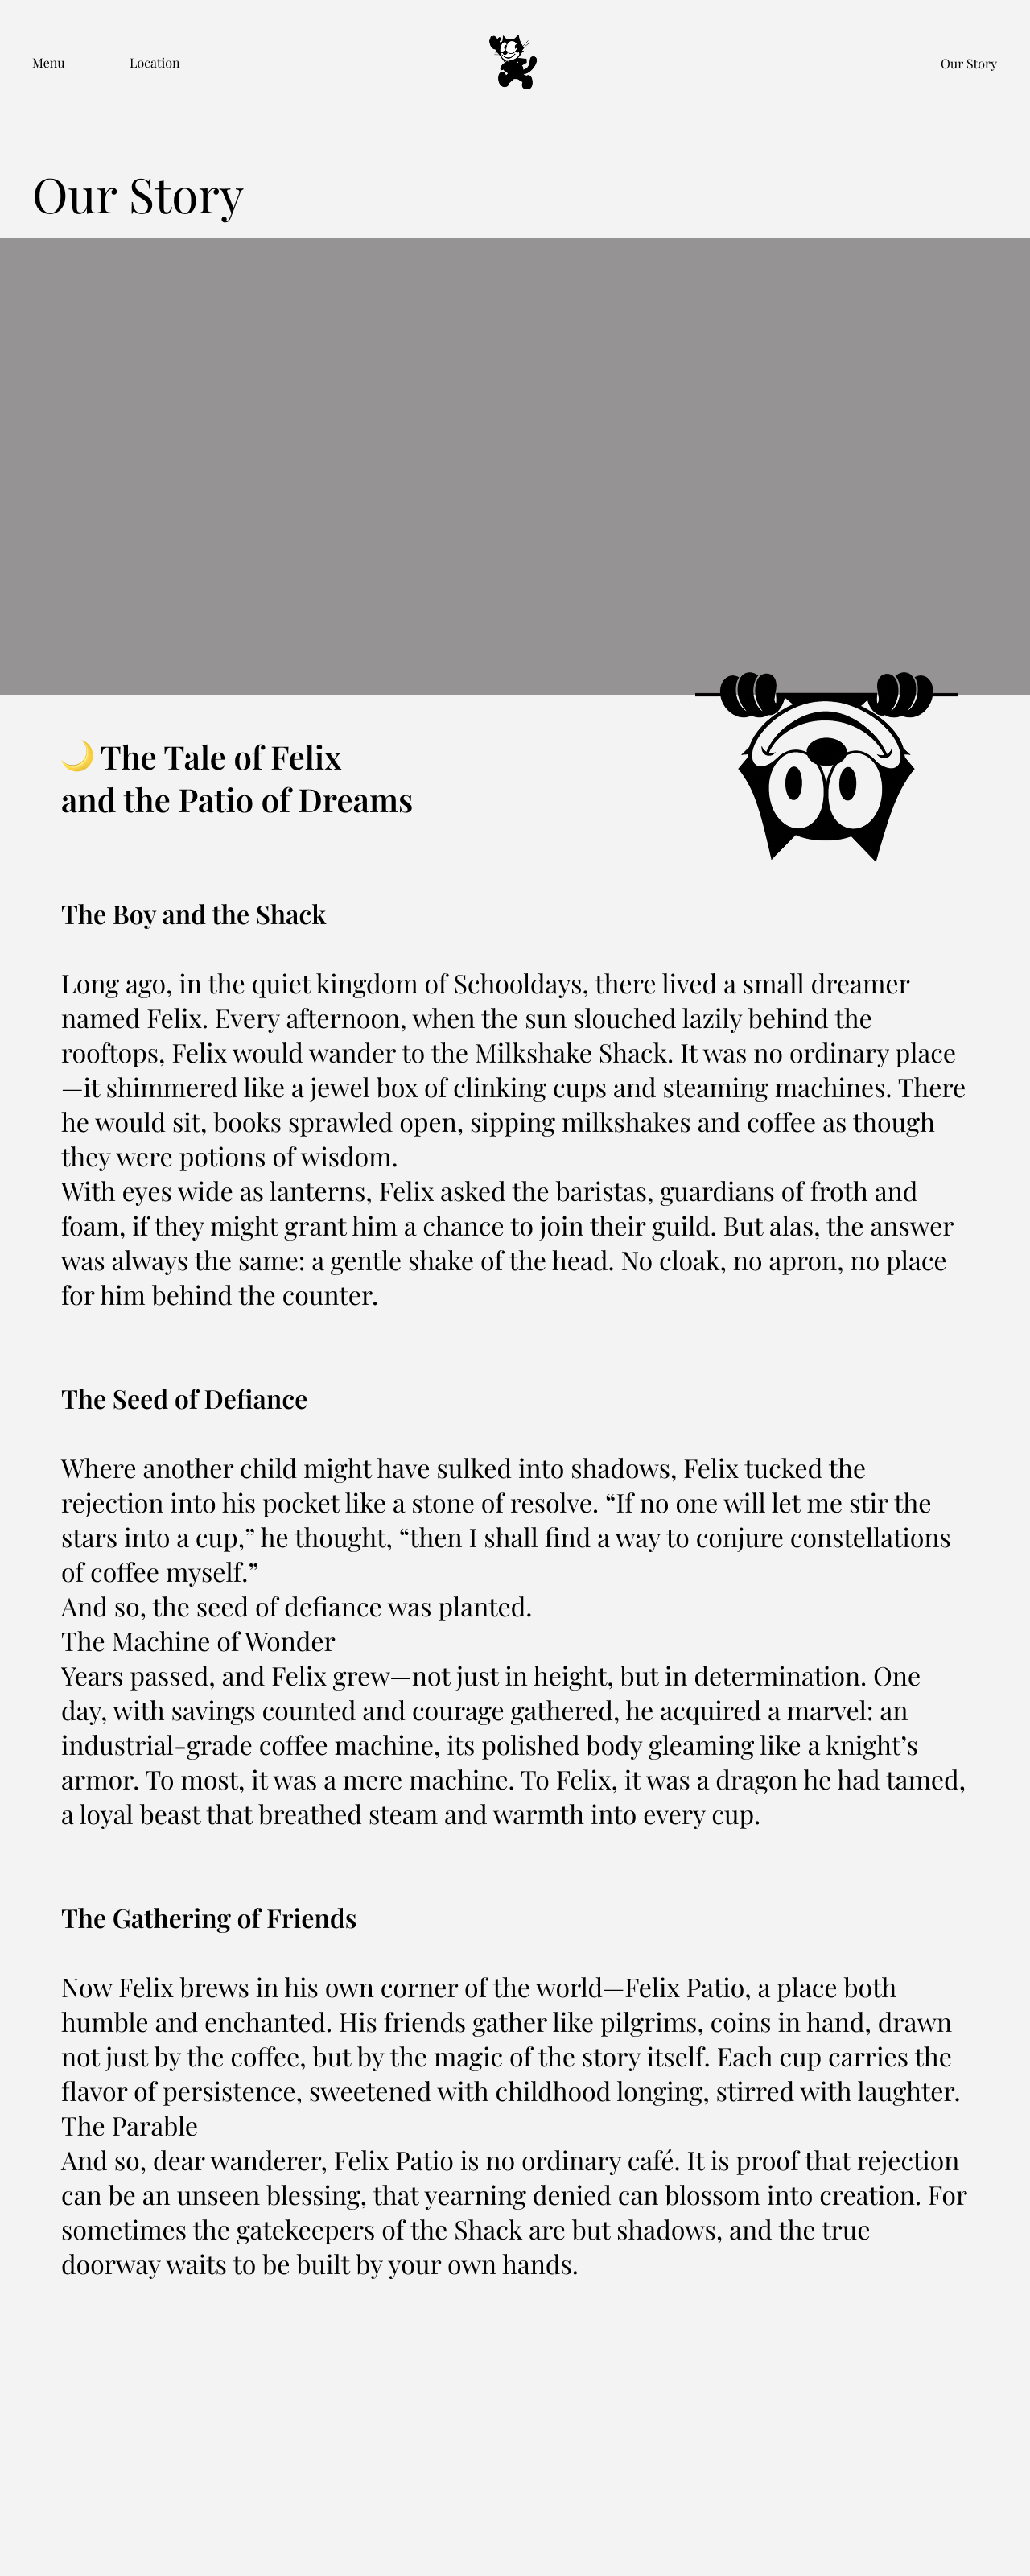 Menu Location Our Story
Our Story
🌙 The Tale of Felix
and the Patio of Dreams
The Boy and the Shack
Long ago, in the quiet kingdom of Schooldays, there lived a small dreamer
named Felix. Every afternoon, when the sun slouched lazily behind the
rooftops, Felix would wander to the Milkshake Shack. It was no ordinary place
—it shimmered like a jewel box of clinking cups and steaming machines. There
he would sit, books sprawled open, sipping milkshakes and coffee as though
they were potions of wisdom.
With eyes wide as lanterns, Felix asked the baristas, guardians of froth and
foam, if they might grant him a chance to join their guild. But alas, the answer
was always the same: a gentle shake of the head. No cloak, no apron, no place
for him behind the counter.
The Seed of Defiance
Where another child might have sulked into shadows, Felix tucked the
rejection into his pocket like a stone of resolve. “If no one will let me stir the
stars into a cup,” he thought, “then I shall find a way to conjure constellations
of coffee myself.”
And so, the seed of defiance was planted.
The Machine of Wonder
Years passed, and Felix grew—not just in height, but in determination. One
day, with savings counted and courage gathered, he acquired a marvel: an
industrial-grade coffee machine, its polished body gleaming like a knight’s
armor. To most, it was a mere machine. To Felix, it was a dragon he had tamed,
a loyal beast that breathed steam and warmth into every cup.
The Gathering of Friends
Now Felix brews in his own corner of the world—Felix Patio, a place both
humble and enchanted. His friends gather like pilgrims, coins in hand, drawn
not just by the coffee, but by the magic of the story itself. Each cup carries the
flavor of persistence, sweetened with childhood longing, stirred with laughter.
The Parable
And so, dear wanderer, Felix Patio is no ordinary café. It is proof that rejection
can be an unseen blessing, that yearning denied can blossom into creation. For
sometimes the gatekeepers of the Shack are but shadows, and the true
doorway waits to be built by your own hands.